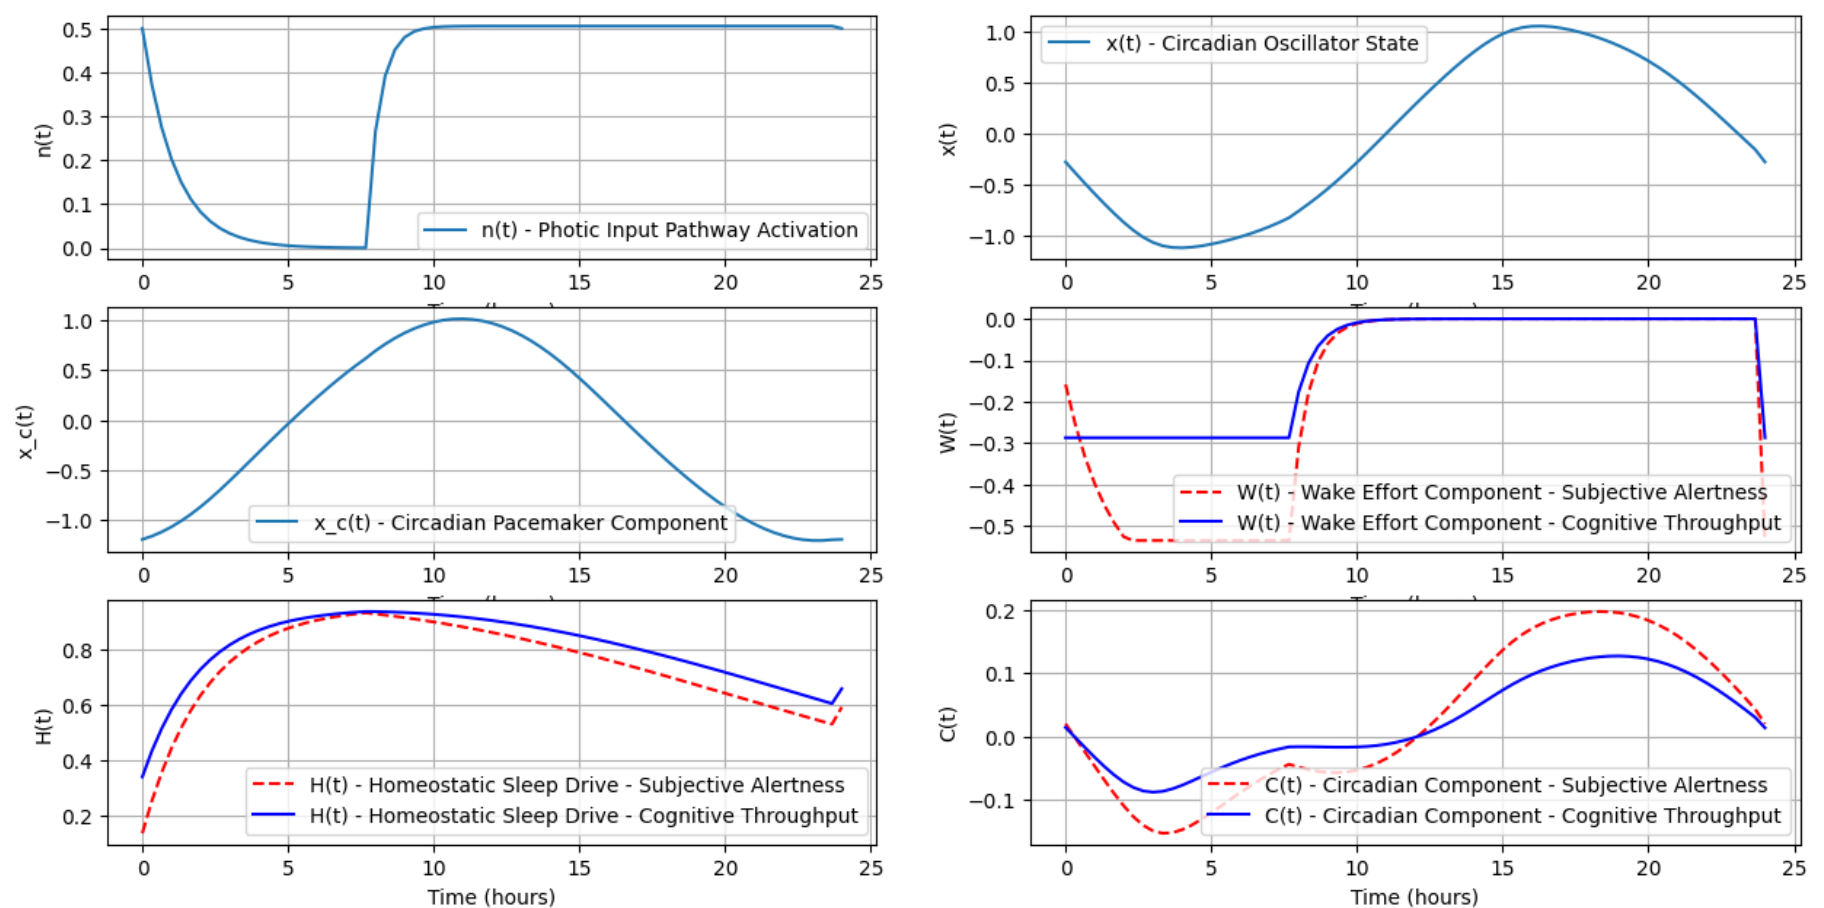 n(t)
0.5
0.4
0.3
0.2
0.1
0.0
n(t) - Photic Input Pathway Activation
0 5 10 15 20 25
x(t)
1.0
0.5
0.0
−0.5
−1.0
x(t) - Circadian Oscillator State
0 5 10 15 20 25
x_c(t)
1.0
0.5
0.0
−0.5
−1.0
x_c(t) - Circadian Pacemaker Component
0 5 10 15 20 25
W(t)
0.0
−0.1
−0.2
−0.3
−0.4
−0.5
W(t) - Wake Effort Component - Subjective Alertness
W(t) - Wake Effort Component - Cognitive Throughput
0 5 10 15 20 25
H(t)
0.8
0.6
0.4
0.2
H(t) - Homeostatic Sleep Drive - Subjective Alertness
H(t) - Homeostatic Sleep Drive - Cognitive Throughput
0 5 10 15 20 25
Time (hours)
C(t)
0.2
0.1
0.0
−0.1
C(t) - Circadian Component - Subjective Alertness
C(t) - Circadian Component - Cognitive Throughput
0 5 10 15 20 25
Time (hours)